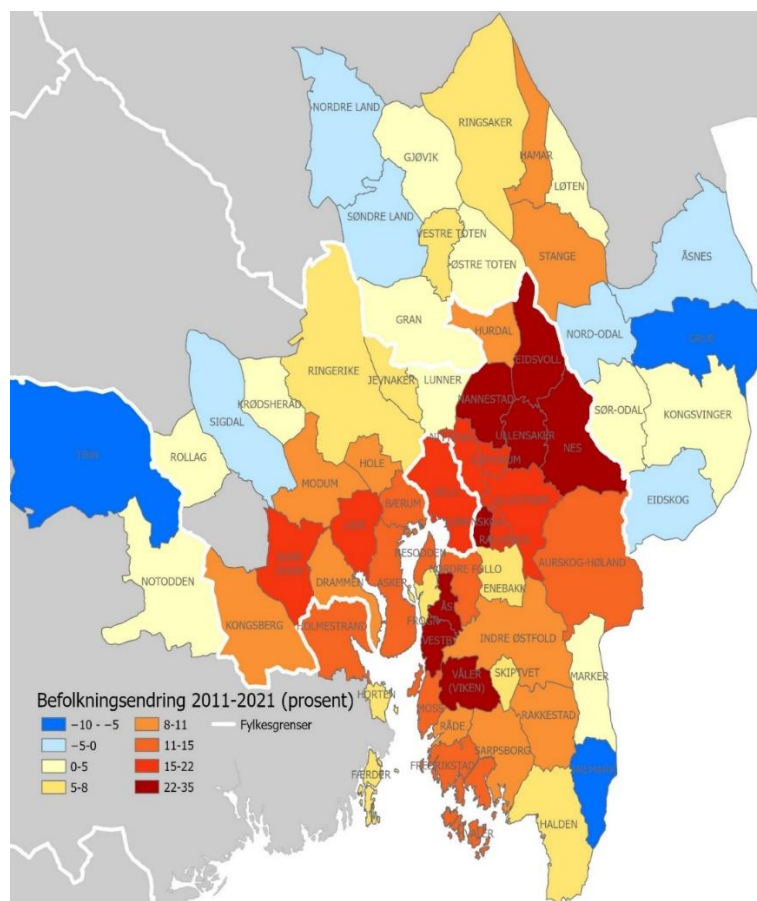 NORDRE LAND
RINGSAKER
GJØVIK
HAMAR
LØTEN
SØNDRE LAND
VESTRE TOTEN
STANGE
ØSTRE TOTEN
ÅSNES
GRAN
HURDAL
NORD-ODAL
EIDSVOLL
RINGERIKE
JEVNAKER
LUNNER
NANNESTAD
KRØDSHERAD
SIGDAL
SØR-ODAL
KONGSVINGER
ULLENSAKER
NES
ROLLAG
HOLE
MODUM
BÆRUM
EIDSKOG
AURSKOG-HØLAND
NESODDEN
NORDRE FOLLO
DRAMMEN
ASKER
ENEBAKK
NOTODDEN
ÅS
FROGN
KONGSBERG
HOLMESTRAND
VESTBY
INDRE ØSTFOLD
MARKER
SKIPTVET
VÅLER
(VIKEN)
Befolkningsendring 2011-2021 (prosent)
HORTEN
MOSS
RAKKESTAD
−10 - −5
8-11
Fylkesgrenser
RÅDE
−5-0
11-15
SARPSBORG
0-5
15-22
FREDRIKSTAD
FÆRDER
5-8
22-35
HALDEN